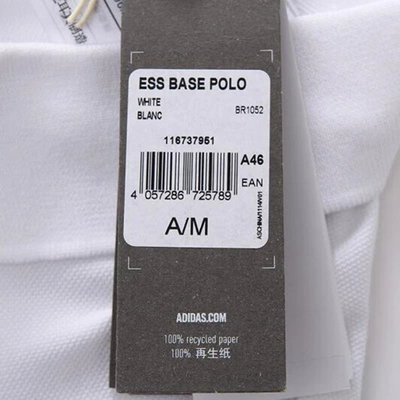 ESS BASE POLO
WHITE BR1052
BLANC
116737951
A46
EAN
4 057286 725789
A/M
ADIDAS.COM
100% recycled paper
100% 再生纸